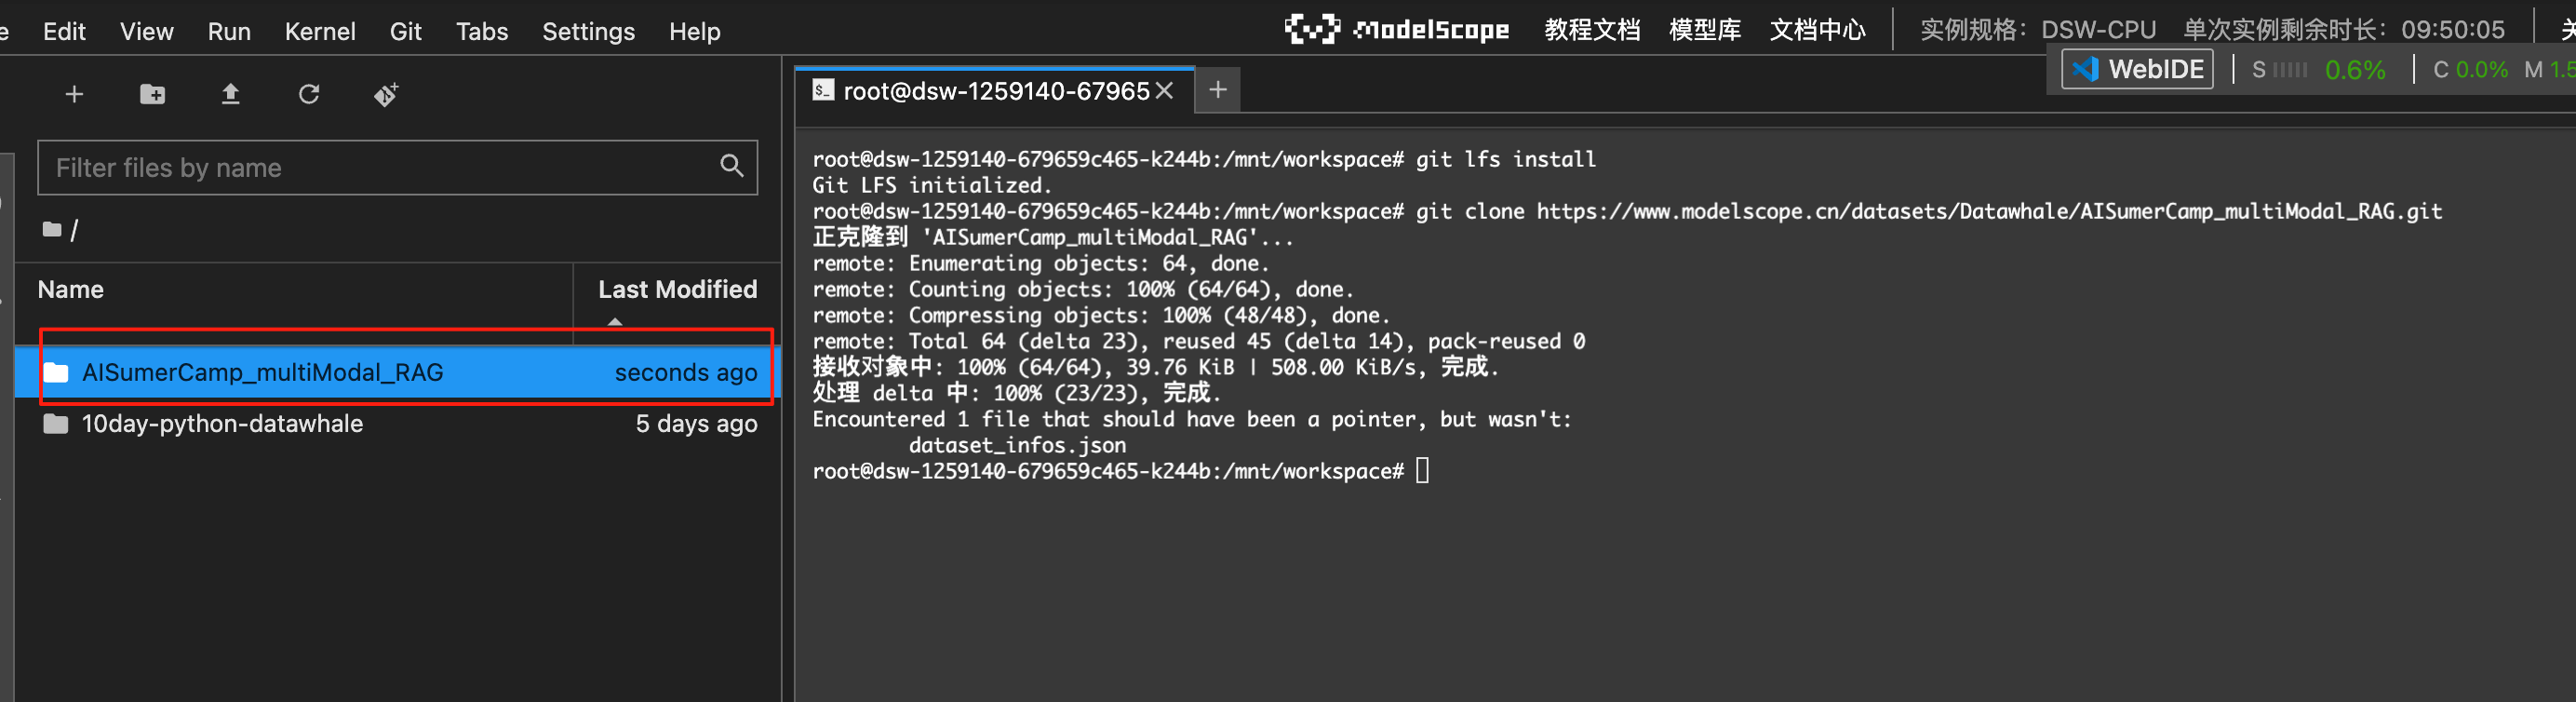 Edit View Run Kernel Git Tabs Settings Help
ModelScope 教程文档 模型库 文档中心 实例规格: DSW-CPU 单次实例剩余时长: 09:50:05
WebIDE S 0.6% C 0.0% M 1.5
$_ root@dsw-1259140-67965
Filter files by name
/
Name Last Modified
AISumerCamp_multiModal_RAG seconds ago
10day-python-datawhale 5 days ago
root@dsw-1259140-679659c465-k244b:/mnt/workspace# git lfs install
Git LFS initialized.
root@dsw-1259140-679659c465-k244b:/mnt/workspace# git clone https://www.modelscope.cn/datasets/Datawhale/AISumerCamp_multiModal_RAG.git
正克隆到 'AISumerCamp_multiModal_RAG'...
remote: Enumerating objects: 64, done.
remote: Counting objects: 100% (64/64), done.
remote: Compressing objects: 100% (48/48), done.
remote: Total 64 (delta 23), reused 45 (delta 14), pack-reused 0
接收对象中: 100% (64/64), 39.76 KiB | 508.00 KiB/s, 完成.
处理 delta 中: 100% (23/23), 完成.
Encountered 1 file that should have been a pointer, but wasn't:
dataset_infos.json
root@dsw-1259140-679659c465-k244b:/mnt/workspace#